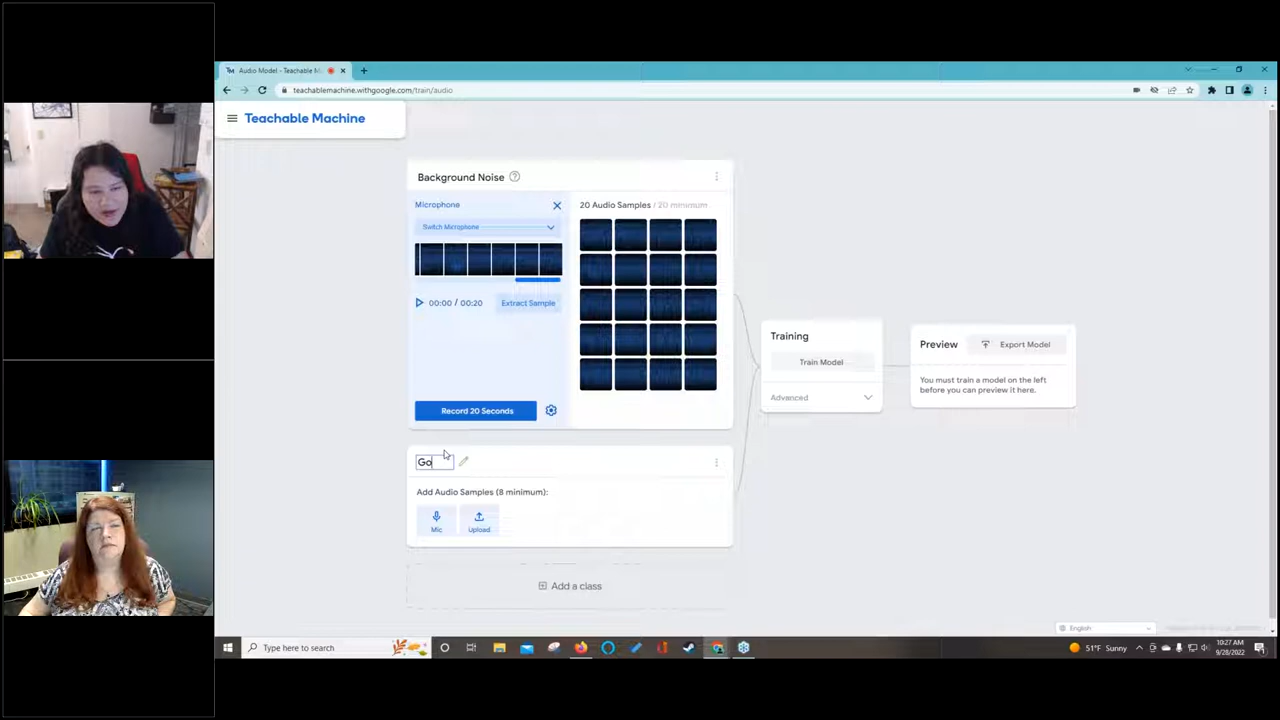 Audio Model - Teachable M
teachablemachine.withgoogle.com/train/audio
Teachable Machine
Background Noise
Microphone
20 Audio Samples / 20 minimum
Switch Microphone
00:00 / 00:20
Extract Sample
Record 20 Seconds
Training
Train Model
Advanced
Preview
Export Model
You must train a model on the left
before you can preview it here.
Go
Add Audio Samples (8 minimum):
Mic
Upload
Add a class
English
Type here to search
51°F Sunny
10:27 AM
9/28/2022